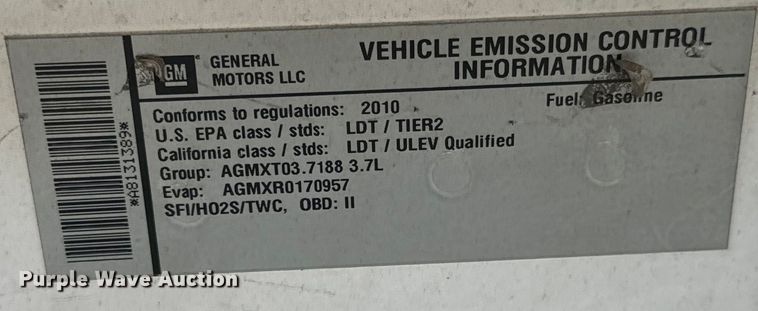 GM
GENERAL
MOTORS LLC
VEHICLE EMISSION CONTROL
INFORMATION
Fuel: Gasoline
Conforms to regulations: 2010
U.S. EPA class / stds: LDT / TIER2
California class / stds: LDT / ULEV Qualified
Group: AGMXT03.7188 3.7L
Evap: AGMXR0170957
SFI/HO2S/TWC, OBD: II
*A8131389*
Purple Wave Auction